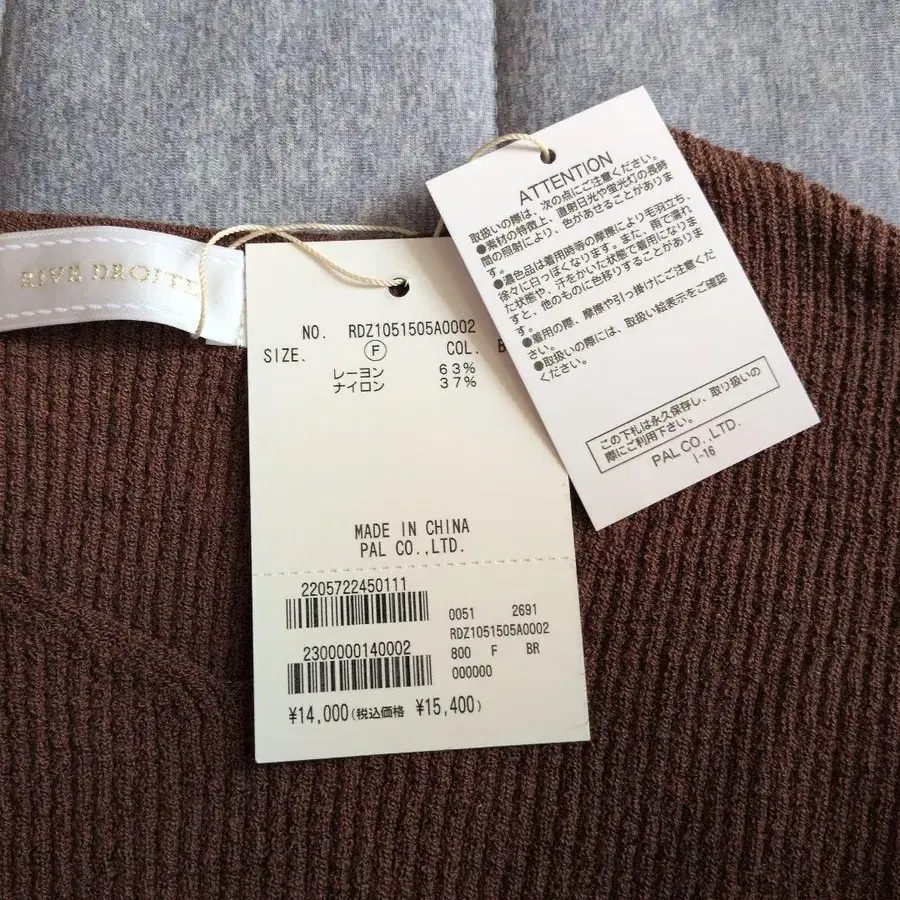 RIVE DROITE
NO. RDZ1051505A0002
SIZE. F COL. B
レーヨン 63%
ナイロン 37%
MADE IN CHINA
PAL CO.,LTD.
2205722450111
2300000140002
0051 2691
RDZ1051505A0002
800 F BR
000000
¥14,000(税込価格 ¥15,400)
ATTENTION
取扱いの際は、次の点にご注意ください。
●素材の特徴上、直射日光や蛍光灯の長時
間の照射により、色があせることがありま
す。
●濃色品は着用時等の摩擦により毛羽立ち、
徐々に白っぽくなります。また、雨で濡れ
た状態や、汗をかいた状態で着用になりま
すと、他のものに色移りすることがありま
す。
●着用の際、摩擦や引っ掛けにご注意くだ
さい。
●取扱いの際には、取扱い絵表示をご確認
ください。
この下札は永久保存し、取り扱いの
際にご利用下さい。
PAL CO.,LTD.
I-16